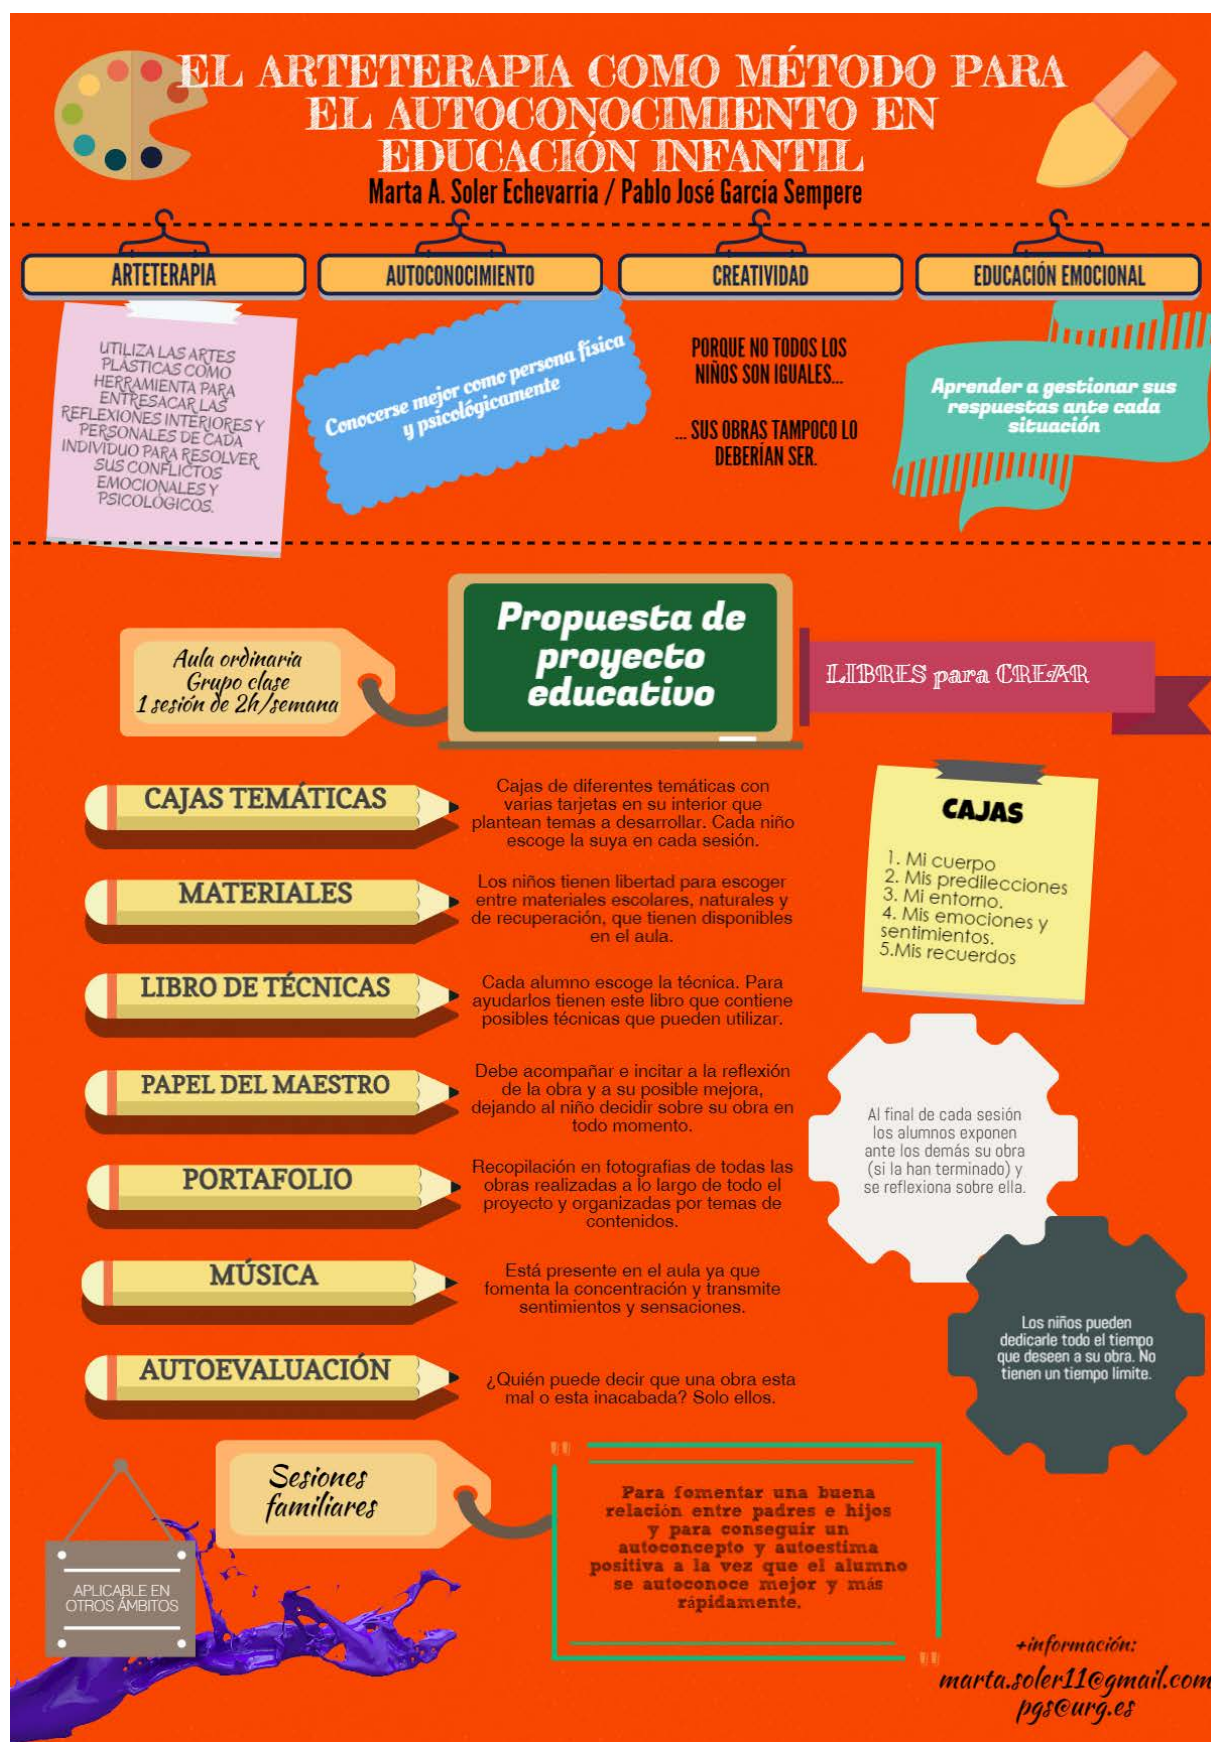 EL ARTETERAPIA COMO MÉTODO PARA
EL AUTOCONOCIMIENTO EN
EDUCACIÓN INFANTIL
Marta A. Soler Echevarria / Pablo José García Sempere
ARTETERAPIA
UTILIZA LAS ARTES
PLÁSTICAS COMO
HERRAMIENTA PARA
ENTRESACAR LAS
REFLEXIONES INTERIORES Y
PERSONALES DE CADA
INDIVIDUO PARA RESOLVER
SUS CONFLICTOS
EMOCIONALES Y
PSICOLÓGICOS.
AUTOCONOCIMIENTO
Conocerse mejor como persona física
y psicológicamente
CREATIVIDAD
PORQUE NO TODOS LOS
NIÑOS SON IGUALES...
... SUS OBRAS TAMPOCO LO
DEBERÍAN SER.
EDUCACIÓN EMOCIONAL
Aprender a gestionar sus
respuestas ante cada
situación
Aula ordinaria
Grupo clase
1 sesión de 2h/semana
Propuesta de
proyecto
educativo
LIBRES para CREAR
CAJAS TEMÁTICAS
Cajas de diferentes temáticas con
varias tarjetas en su interior que
plantean temas a desarrollar. Cada niño
escoge la suya en cada sesión.
MATERIALES
Los niños tienen libertad para escoger
entre materiales escolares, naturales y
de recuperación, que tienen disponibles
en el aula.
LIBRO DE TÉCNICAS
Cada alumno escoge la técnica. Para
ayudarlos tienen este libro que contiene
posibles técnicas que pueden utilizar.
PAPEL DEL MAESTRO
Debe acompañar e incitar a la reflexión
de la obra y a su posible mejora,
dejando al niño decidir sobre su obra en
todo momento.
PORTAFOLIO
Recopilación en fotografias de todas las
obras realizadas a lo largo de todo el
proyecto y organizadas por temas de
contenidos.
MÚSICA
Está presente en el aula ya que
fomenta la concentración y transmite
sentimientos y sensaciones.
AUTOEVALUACIÓN
¿Quién puede decir que una obra esta
mal o esta inacabada? Solo ellos.
CAJAS
1. Mi cuerpo
2. Mis predilecciones
3. Mi entorno.
4. Mis emociones y
sentimientos.
5.Mis recuerdos
Al final de cada sesión
los alumnos exponen
ante los demás su obra
(si la han terminado) y
se reflexiona sobre ella.
Los niños pueden
dedicarle todo el tiempo
que deseen a su obra. No
tienen un tiempo limite.
Sesiones
familiares
"
Para fomentar una buena
relación entre padres e hijos
y para conseguir un
autoconcepto y autoestima
positiva a la vez que el alumno
se autoconoce mejor y más
rápidamente.
"
APLICABLE EN
OTROS ÁMBITOS
+información:
marta.soler11@gmail.com
pgs@urg.es